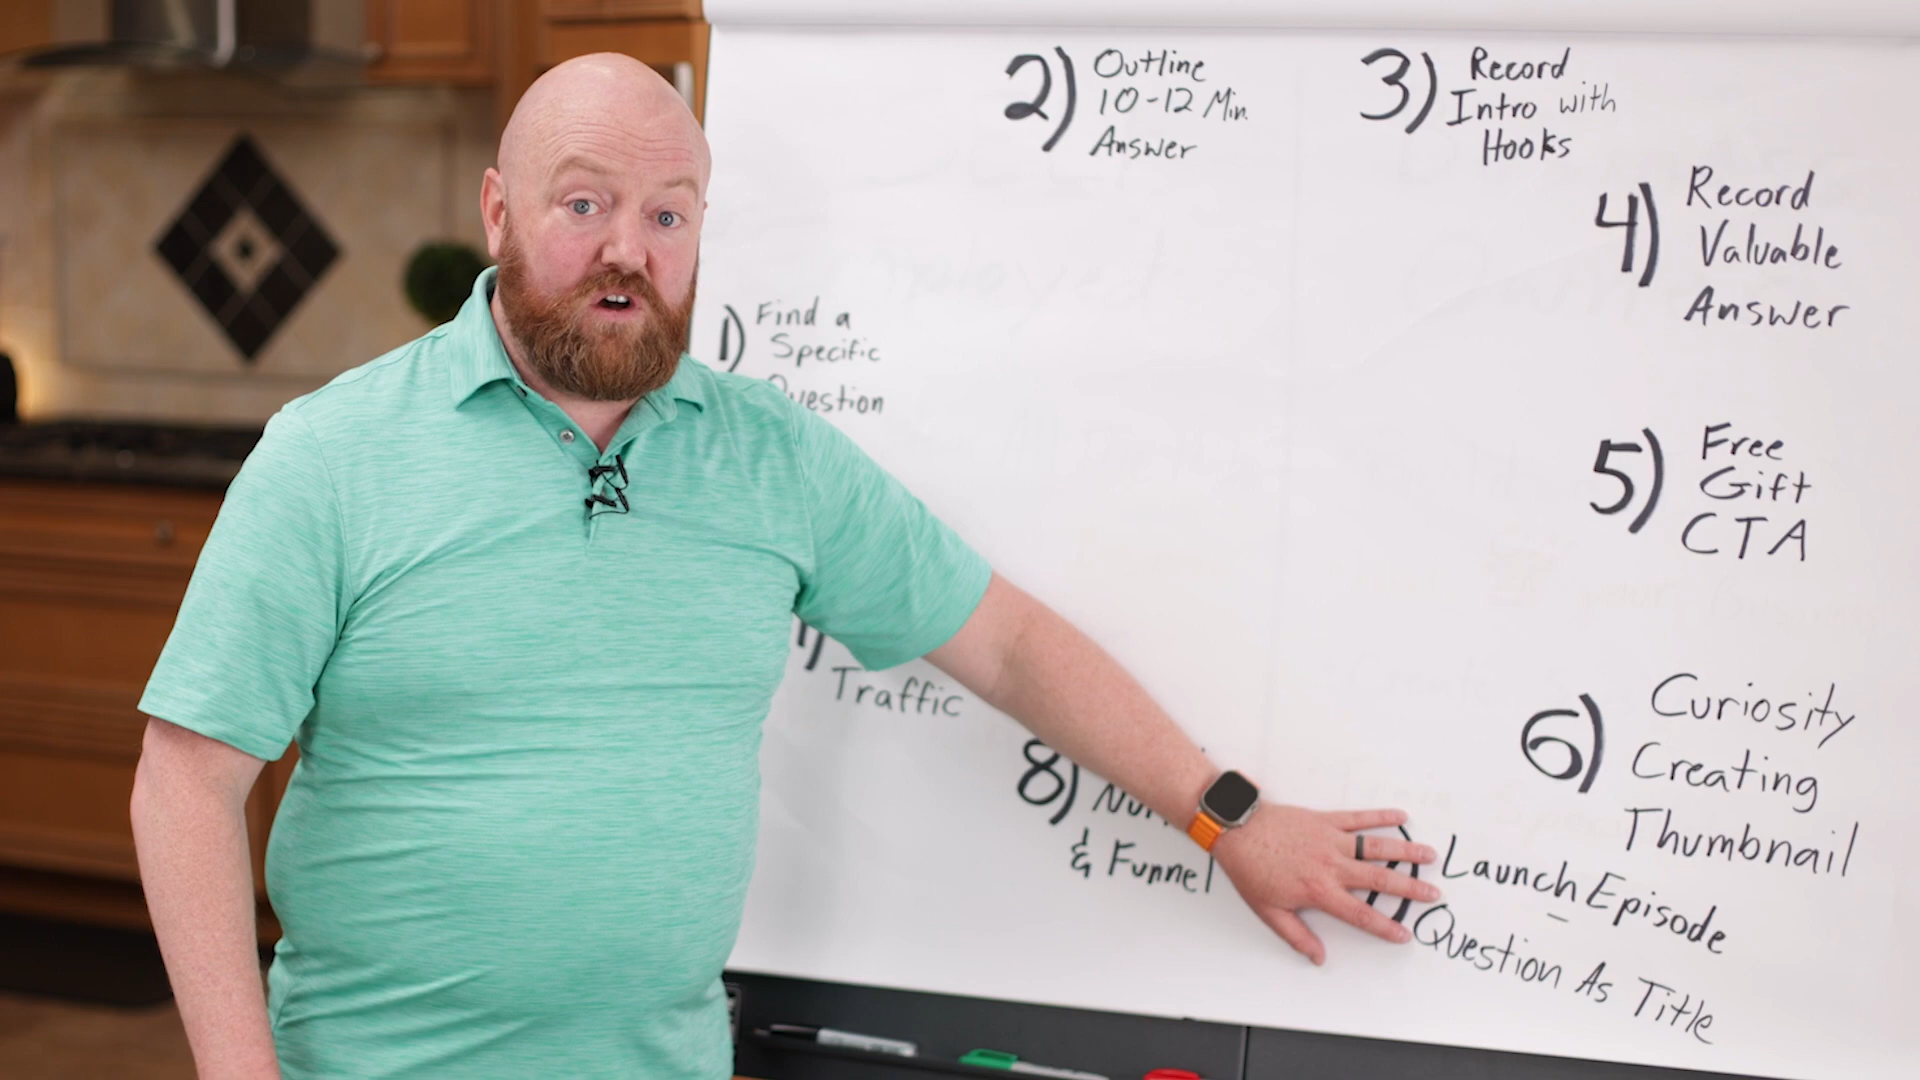 1) Find a
Specific
Question
2) Outline
10-12 Min.
Answer
3) Record
Intro with
Hooks
4) Record
Valuable
Answer
5) Free
Gift
CTA
6) Curiosity
Creating
Thumbnail
Launch Episode
Question As Title
8)
& Funnel
Traffic